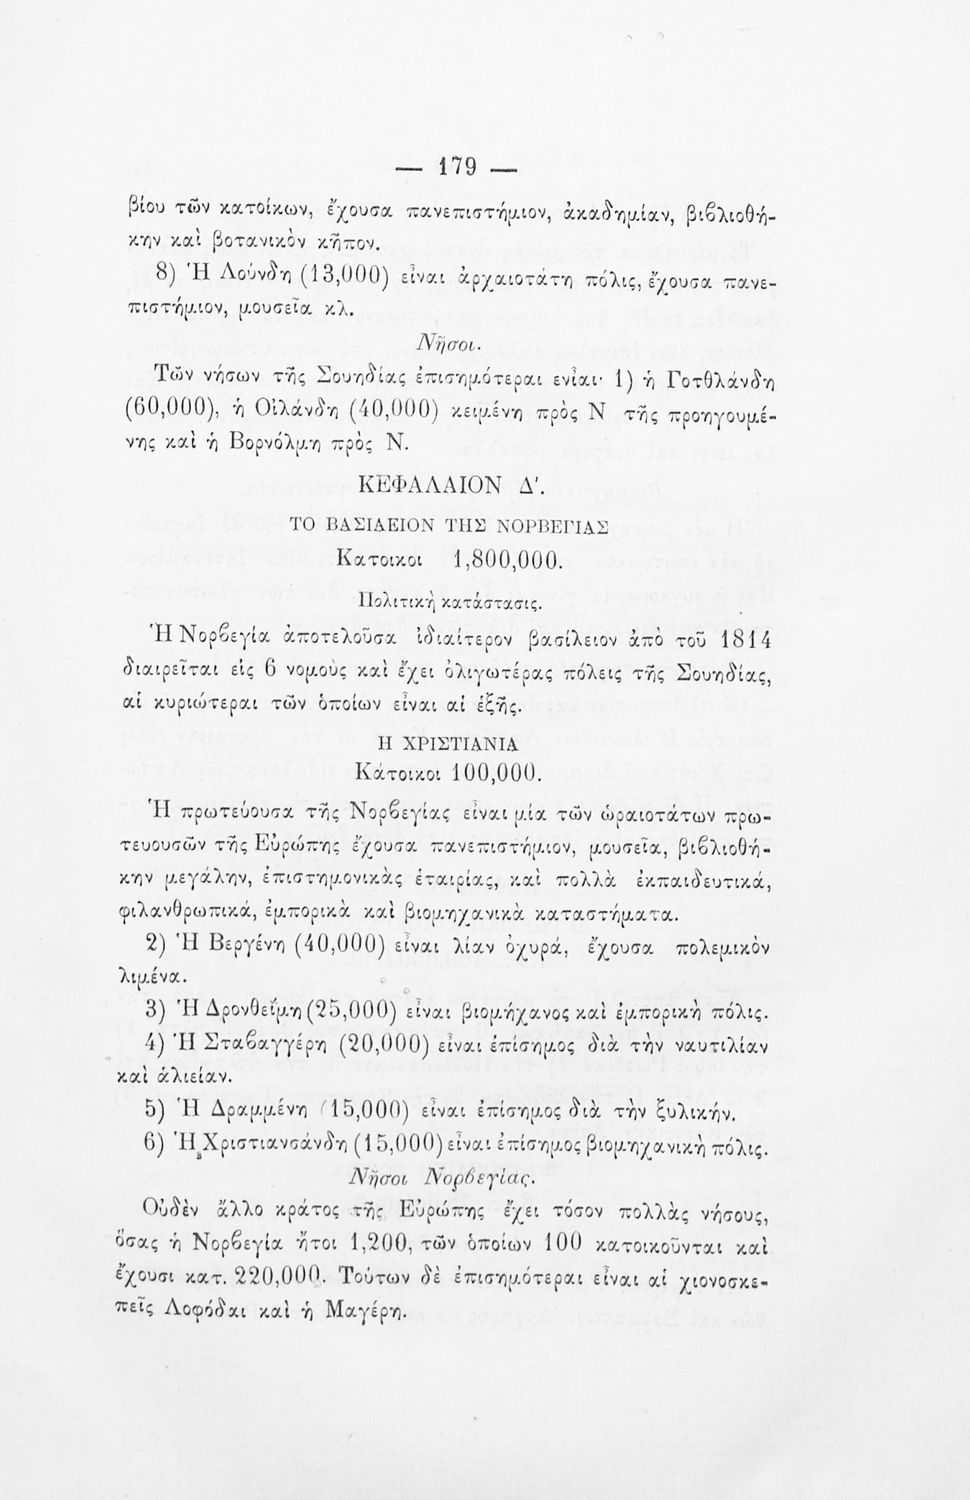 — 179 —
βίου τῶν κατοίκων, ἔχουσα πανεπιστήμιον, ἀκαδημίαν, βιβλιοθή-
κην καὶ βοτανικὸν κῆπον.
8) Ἡ Λούνδη (13,000) εἶναι ἀρχαιοτάτη πόλις, ἔχουσα πανε-
πιστήμιον, μουσεῖα κλ.
Νῆσοι.
Τῶν νήσων τῆς Σουηδίας ἐπισημότεραι ενίαι· 1) ἡ Γοτθλάνδη
(60,000), ἡ Οἰλάνδη (40,000) κειμένη πρὸς Ν τῆς προηγουμέ-
νης καὶ ἡ Βορνόλμη πρὸς Ν.
ΚΕΦΑΛΑΙΟΝ Δ'.
ΤΟ ΒΑΣΙΛΕΙΟΝ ΤΗΣ ΝΟΡΒΕΓΙΑΣ
Κατοικοι 1,800,000.
Πολιτικὴ κατάστασις.
Ἡ Νορβεγία ἀποτελοῦσα ἰδιαίτερον βασίλειον ἀπὸ τοῦ 1814
διαιρεῖται εἰς 6 νομοὺς καὶ ἔχει ὀλιγωτέρας πόλεις τῆς Σουηδίας,
αἱ κυριώτεραι τῶν ὁποίων εἶναι αἱ ἑξῆς.
Η ΧΡΙΣΤΙΑΝΙΑ
Κάτοικοι 100,000.
Ἡ πρωτεύουσα τῆς Νορβεγίας εἶναι μία τῶν ὡραιοτάτων πρω-
τευουσῶν τῆς Εὐρώπης ἔχουσα πανεπιστήμιον, μουσεῖα, βιβλιοθή-
κην μεγάλην, ἐπιστημονικὰς ἑταιρίας, καὶ πολλὰ ἐκπαιδευτικά,
φιλανθρωπικά, ἐμπορικὰ καὶ βιομηχανικὰ καταστήματα.
2) Ἡ Βεργένη (40,000) εἶναι λίαν ὀχυρά, ἔχουσα πολεμικὸν
λιμένα.
3) Ἡ Δρονθεΐμη (25,000) εἶναι βιομήχανος καὶ ἐμπορικὴ πόλις.
4) Ἡ Σταβαγγέρη (20,000) εἶναι ἐπίσημος διὰ τὴν ναυτιλίαν
καὶ ἁλιείαν.
5) Ἡ Δραμμένη (15,000) εἶναι ἐπίσημος διὰ τὴν ξυλικήν.
6) Ἡ Χριστιανσάνδη (15,000) εἶναι ἐπίσημος βιομηχανικὴ πόλις.
Νῆσοι Νορβεγίας.
Οὐδὲν ἄλλο κράτος τῆς Εὐρώπης ἔχει τόσον πολλὰς νήσους,
ὅσας ἡ Νορβεγία ἤτοι 1,200, τῶν ὁποίων 100 κατοικοῦνται καὶ
ἔχουσι κατ. 220,000. Τούτων δὲ ἐπισημότεραι εἶναι αἱ χιονοσκε-
πεῖς Λοφόδαι καὶ ἡ Μαγέρη.